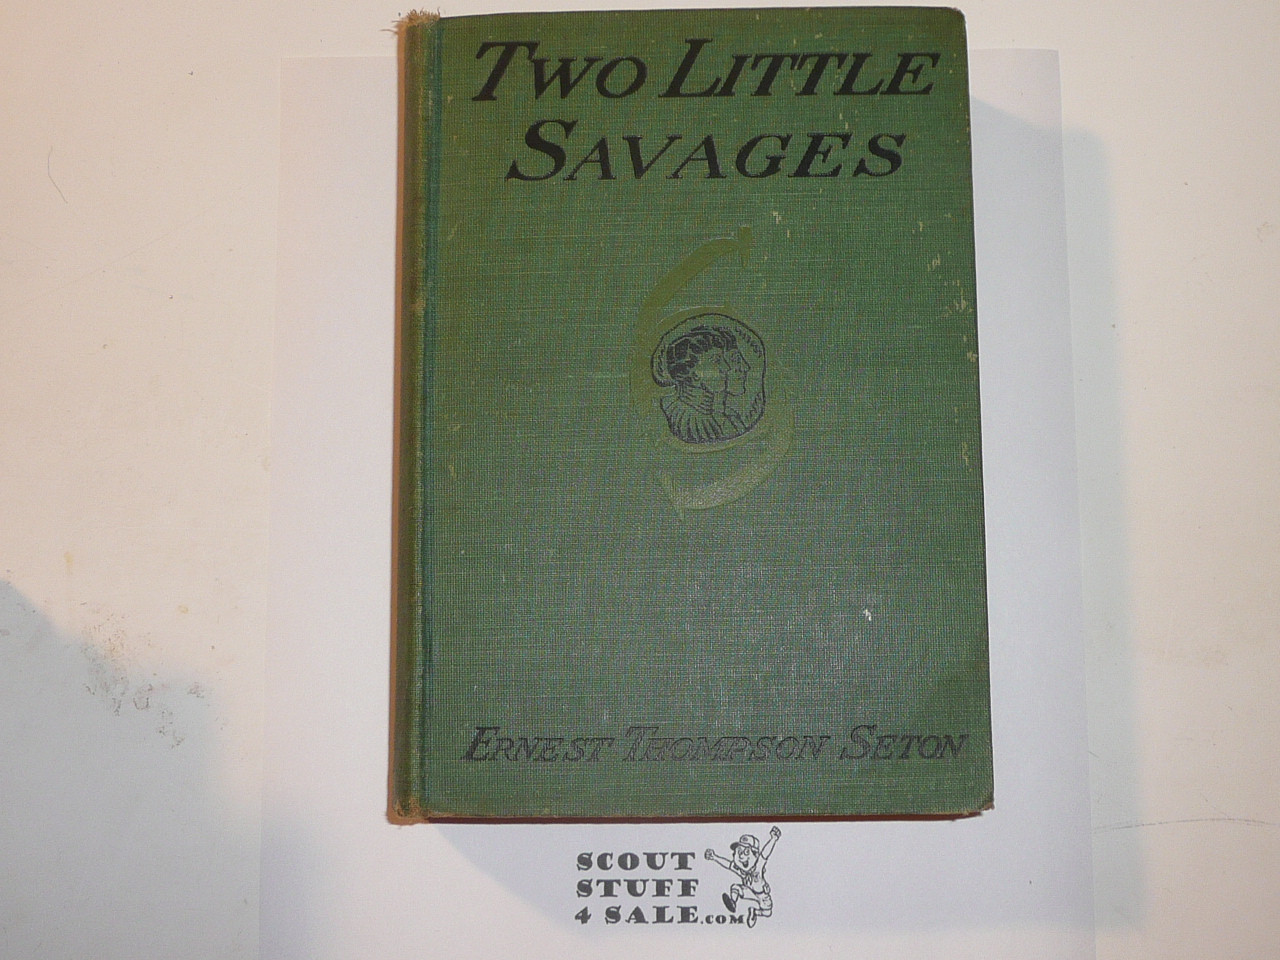 TWO LITTLE
SAVAGES
ERNEST THOMPSON SETON
SCOUT
STUFF
4 SALE.COM